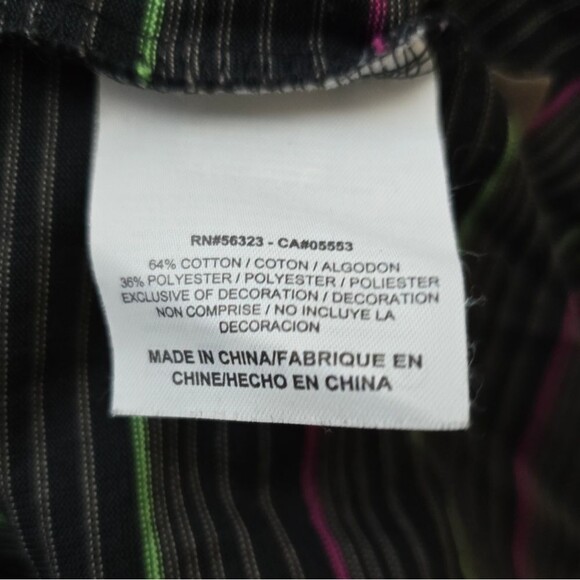 RN#56323 - CA#05553
64% COTTON / COTON / ALGODON
36% POLYESTER / POLYESTER / POLIESTER
EXCLUSIVE OF DECORATION / DECORATION
NON COMPRISE / NO INCLUYE LA
DECORACION
MADE IN CHINA/FABRIQUE EN
CHINE/HECHO EN CHINA